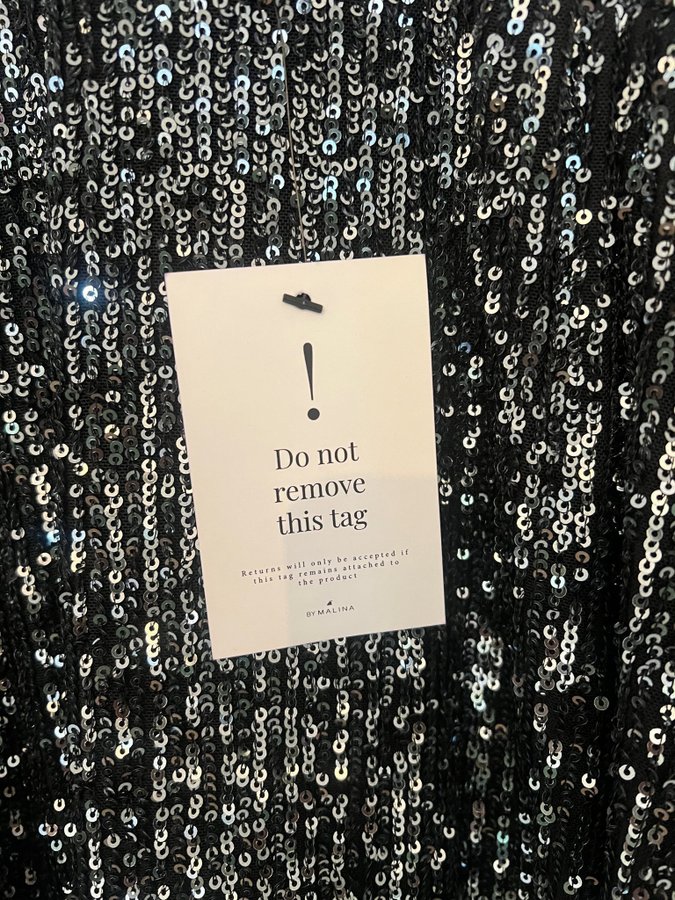 !
Do not
remove
this tag
Returns will only be accepted if
this tag remains attached to
the product
BY MALINA